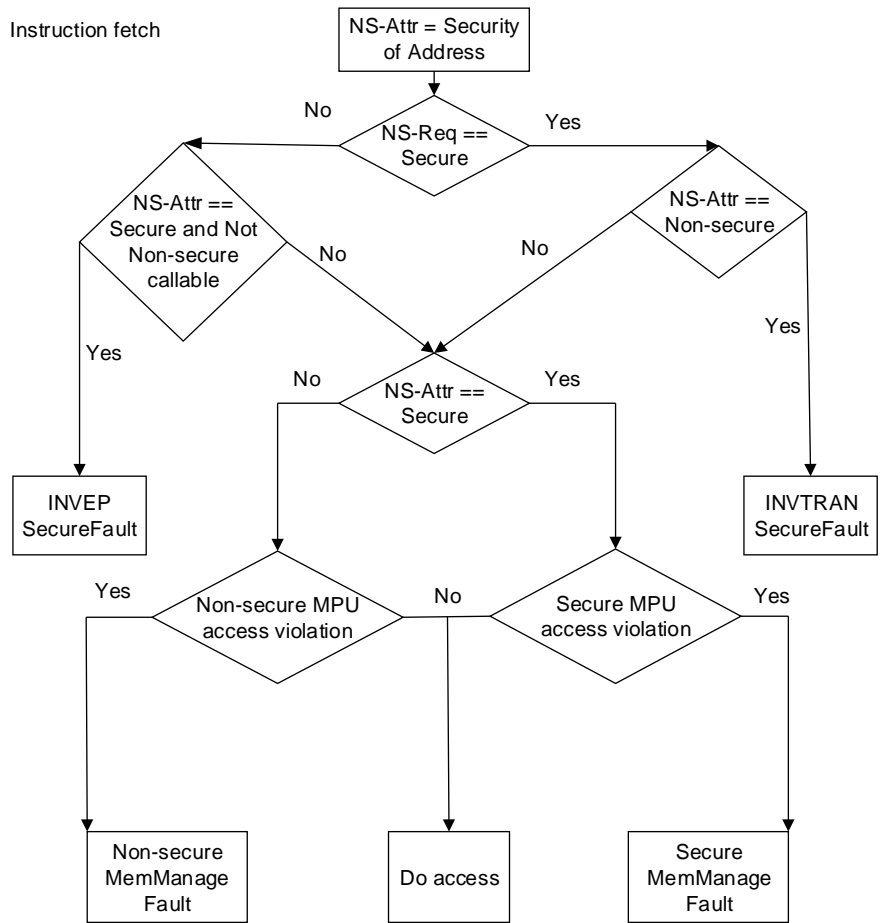 Instruction fetch
NS-Attr = Security
of Address
No
Yes
NS-Req ==
Secure
NS-Attr ==
Secure and Not
Non-secure
callable
NS-Attr ==
Non-secure
No
No
Yes
Yes
No
Yes
NS-Attr ==
Secure
INVEP
SecureFault
INVTRAN
SecureFault
Yes
No
Yes
Non-secure MPU
access violation
Secure MPU
access violation
Non-secure
MemManage
Fault
Do access
Secure
MemManage
Fault